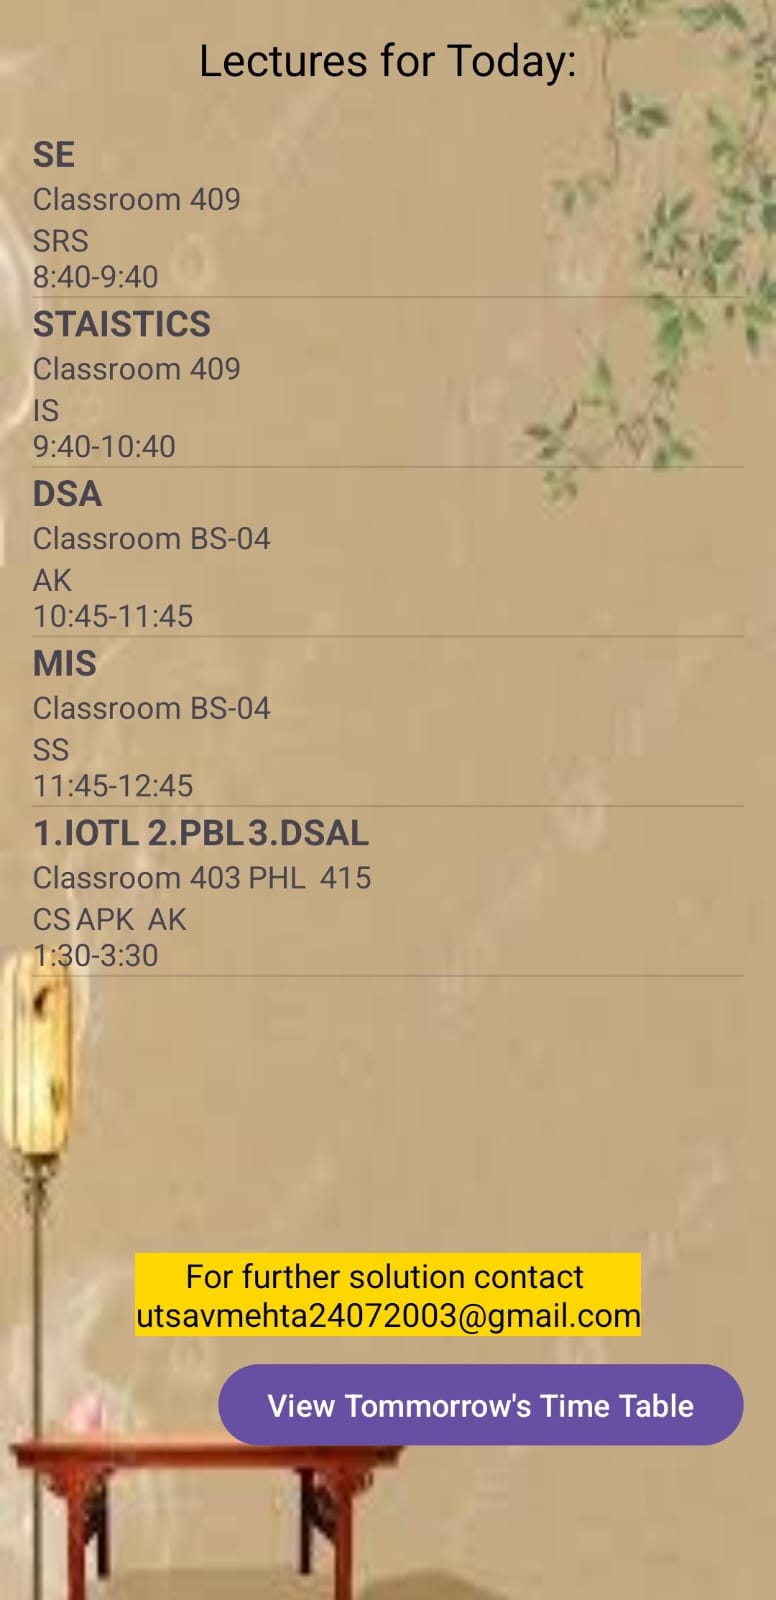 Lectures for Today:
SE
Classroom 409
SRS
8:40-9:40
STAISTICS
Classroom 409
IS
9:40-10:40
DSA
Classroom BS-04
AK
10:45-11:45
MIS
Classroom BS-04
SS
11:45-12:45
1.IOTL 2.PBL 3.DSAL
Classroom 403 PHL 415
CS APK AK
1:30-3:30
For further solution contact
utsavmehta24072003@gmail.com
View Tommorrow's Time Table